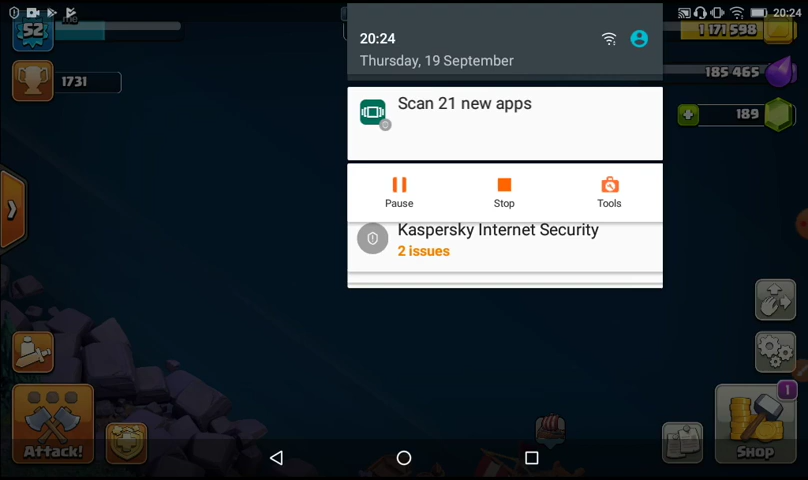 me
52
1731
20:24
20:24
Thursday, 19 September
1 171 598
185 465
189
Scan 21 new apps
Pause
Stop
Tools
Kaspersky Internet Security
2 issues
Attack!
1
Shop